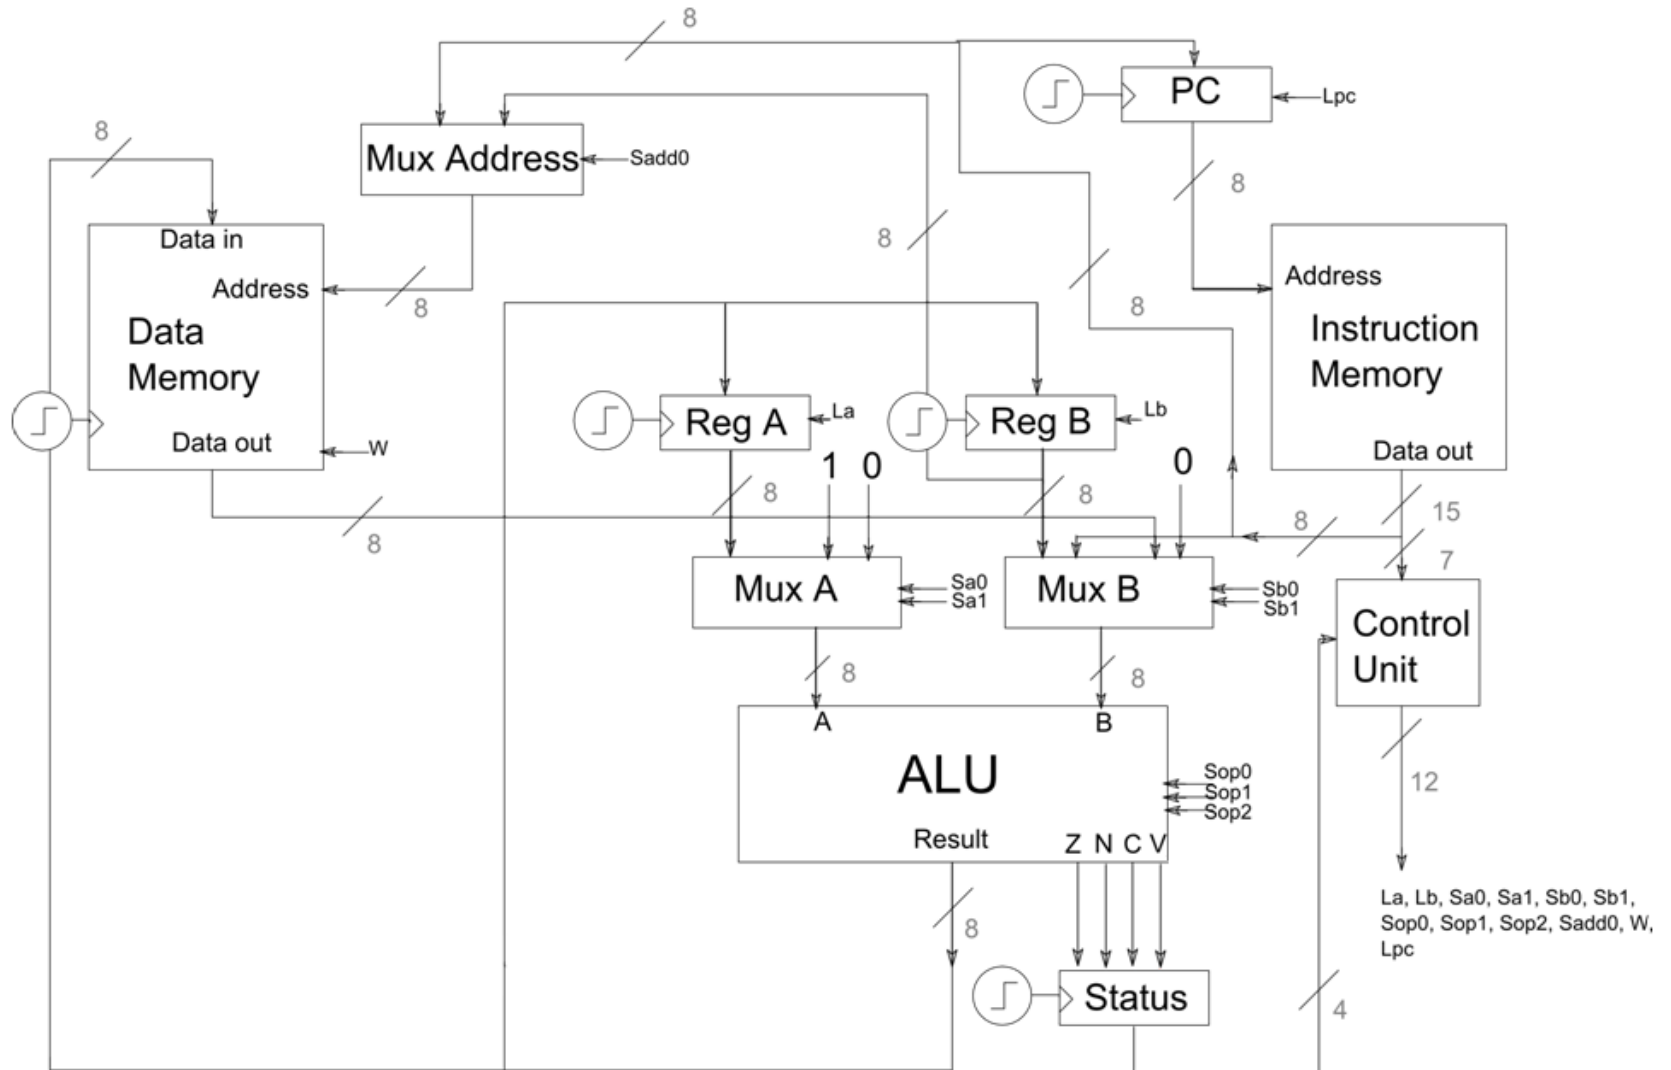 8
PC
Lpc
8
Mux Address
Sadd0
8
8
Data in
Address
8
Data
Memory
Data out
W
8
8
Address
Instruction
Memory
Data out
Reg A
La
Reg B
Lb
1 0
0
8
8
8
8
15
7
Mux A
Sa0
Sa1
Mux B
Sb0
Sb1
Control
Unit
8
8
A
B
ALU
Sop0
Sop1
Sop2
Result
Z N C V
12
8
La, Lb, Sa0, Sa1, Sb0, Sb1,
Sop0, Sop1, Sop2, Sadd0, W,
Lpc
Status
4